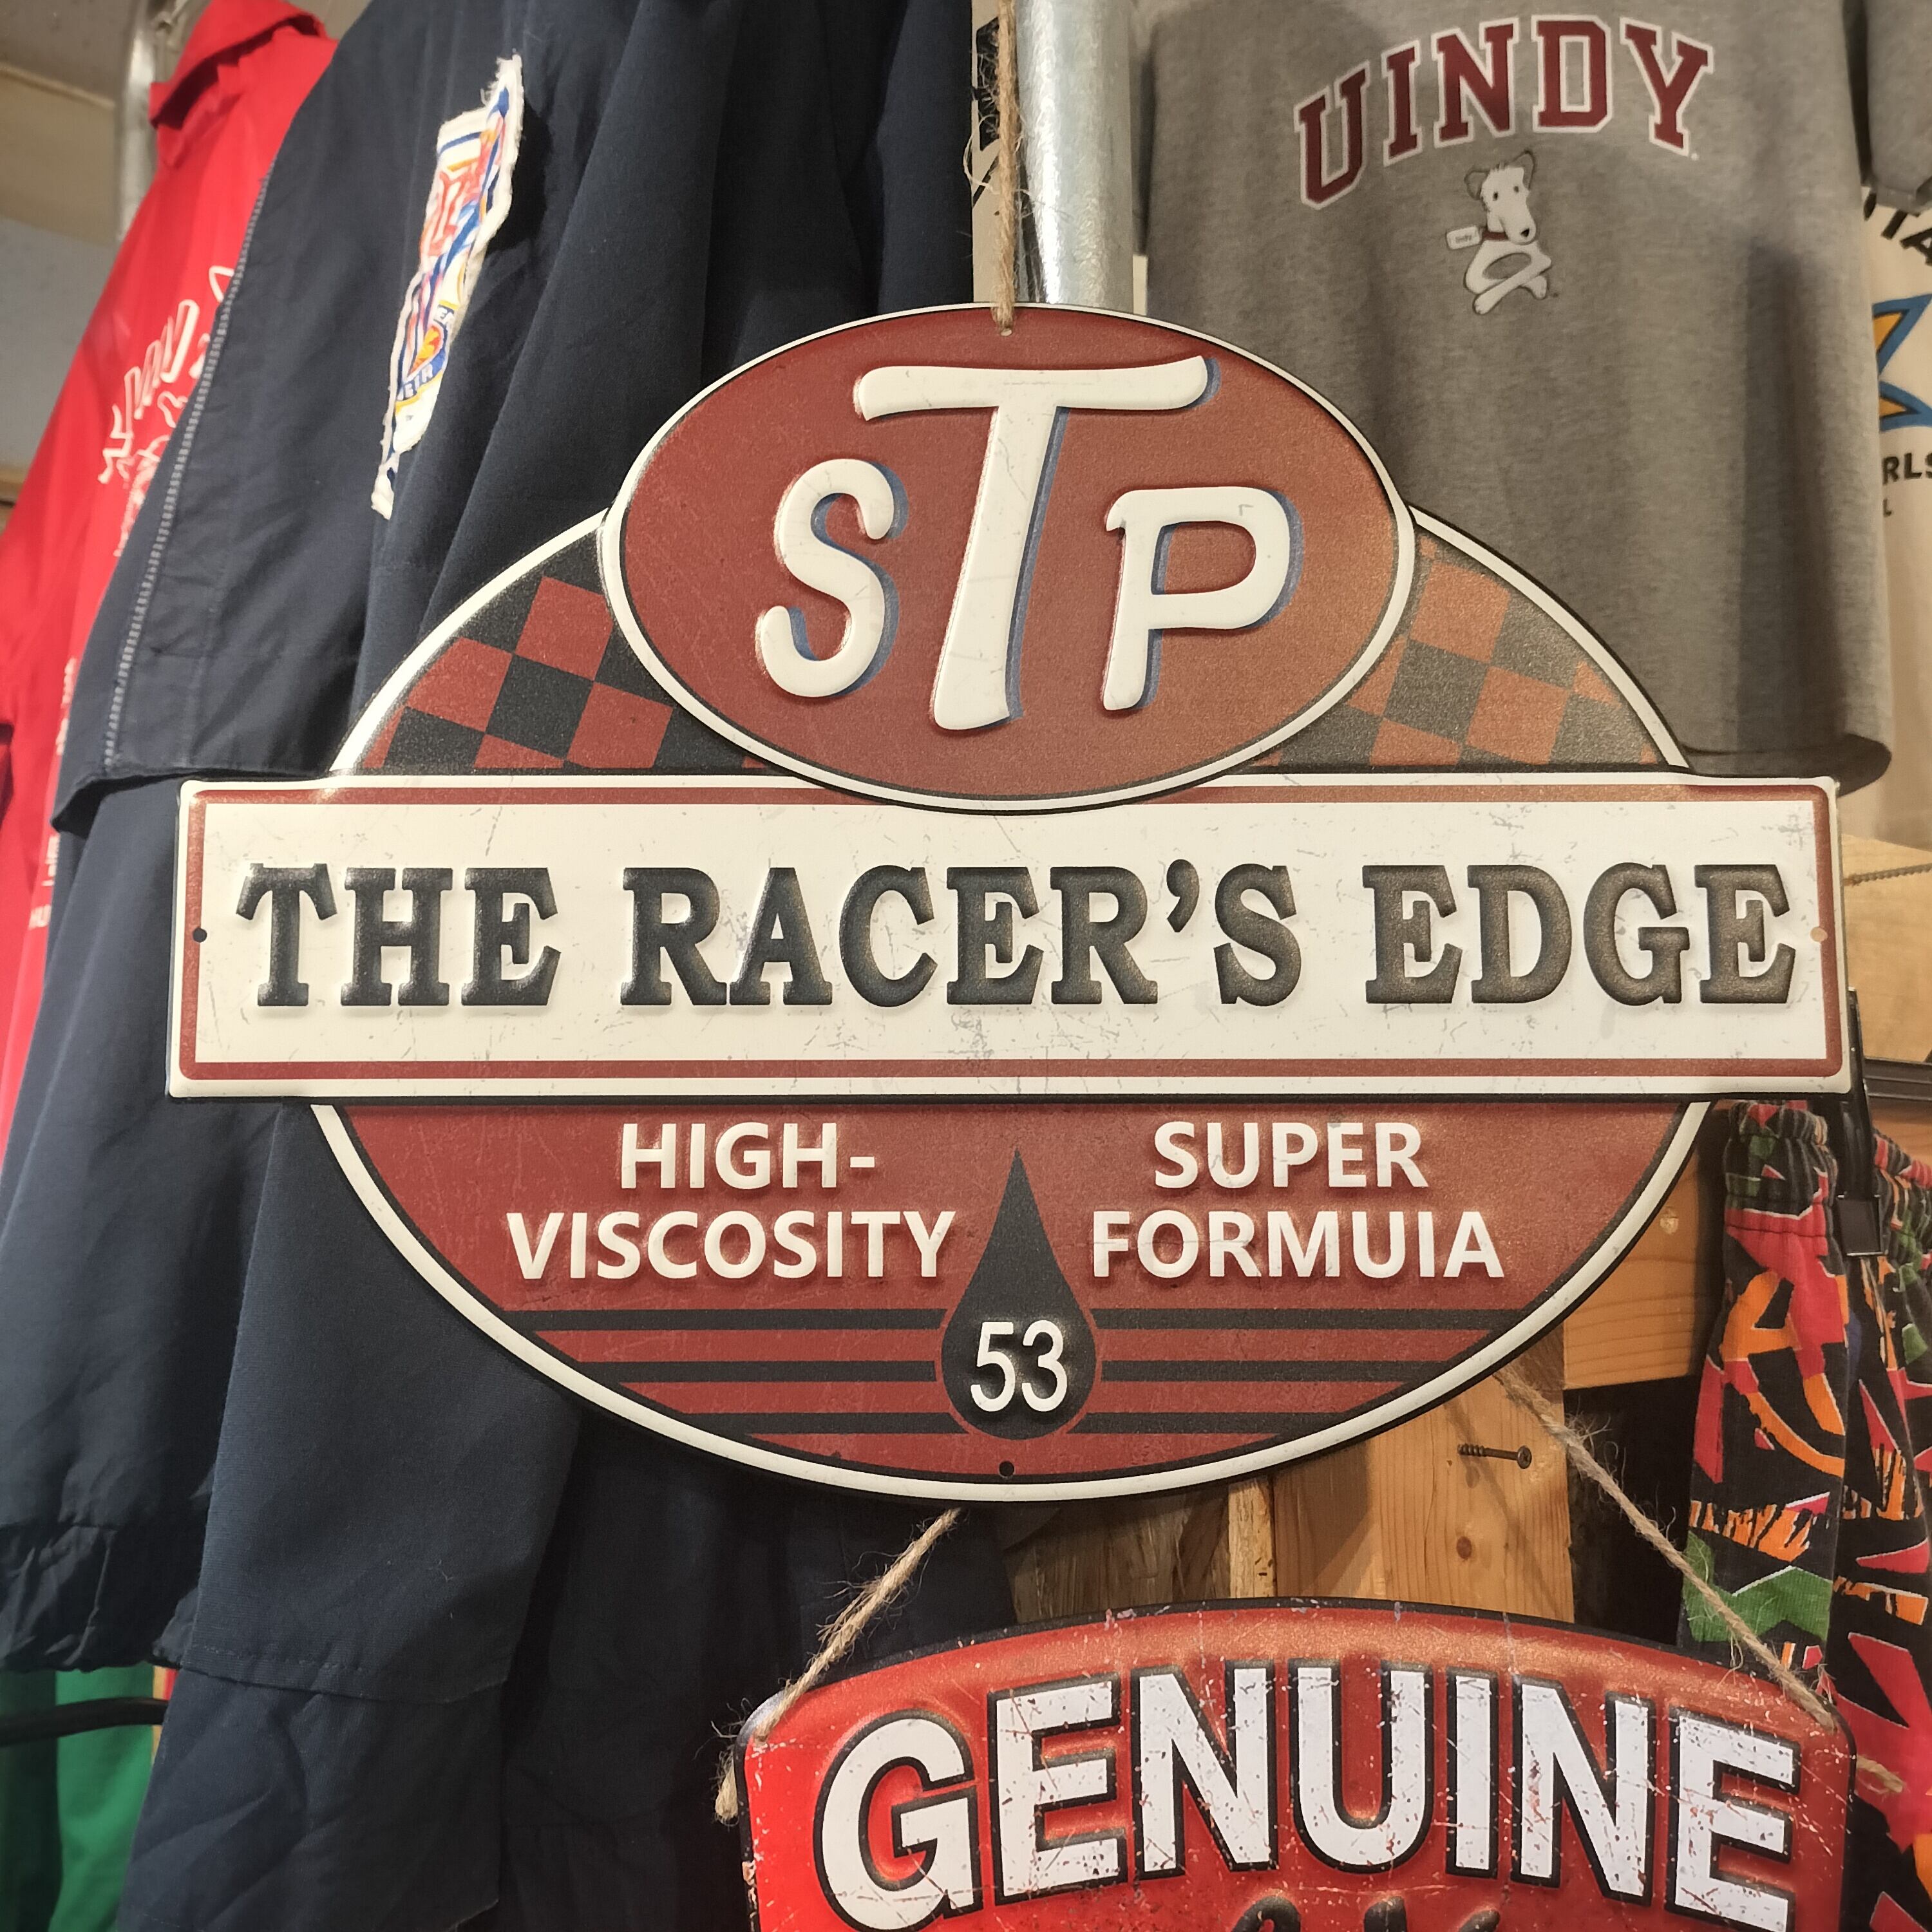 UINDY
STP
THE RACER'S EDGE
HIGH-
VISCOSITY
SUPER
FORMUIA
53
GENUINE